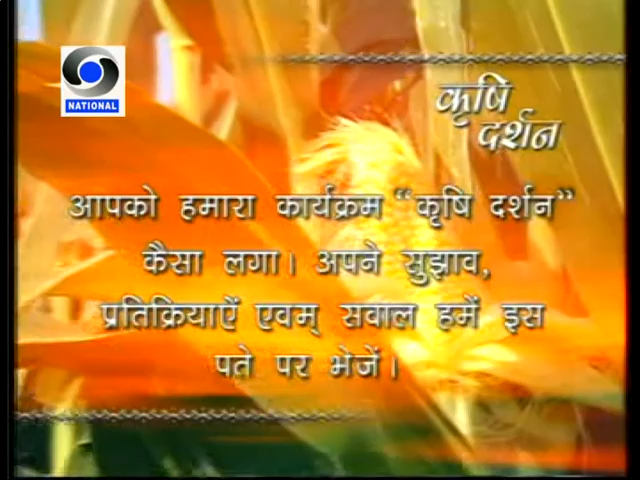 NATIONAL
कृषि
दर्शन
आपको हमारा कार्यक्रम “कृषि दर्शन”
कैसा लगा। अपने सुझाव,
प्रतिक्रियाऐं एवम् सवाल हमें इस
पते पर भेजें।